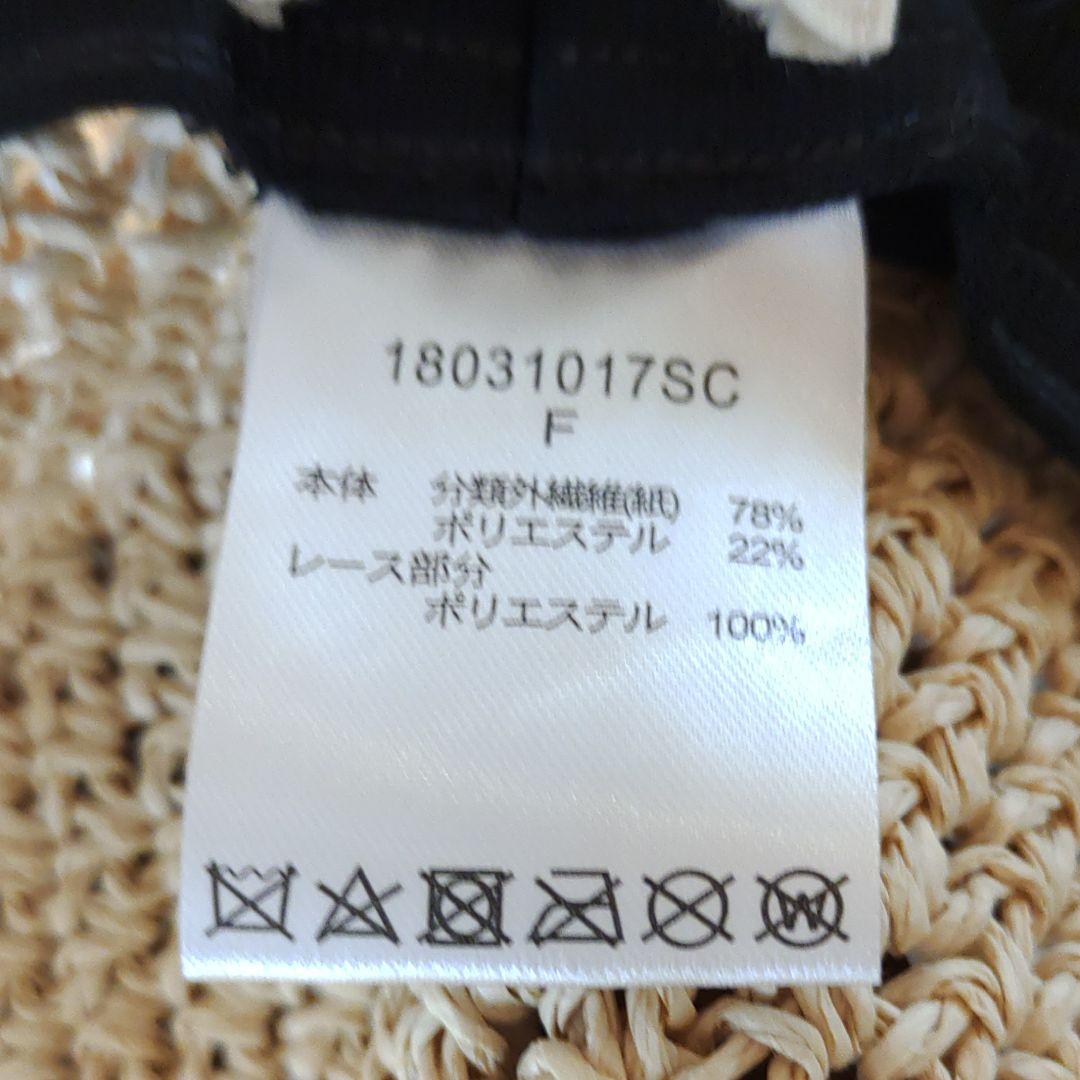 18031017SC
F
本体 分類外繊維(紙) 78%
ポリエステル 22%
レース部分
ポリエステル 100%
W